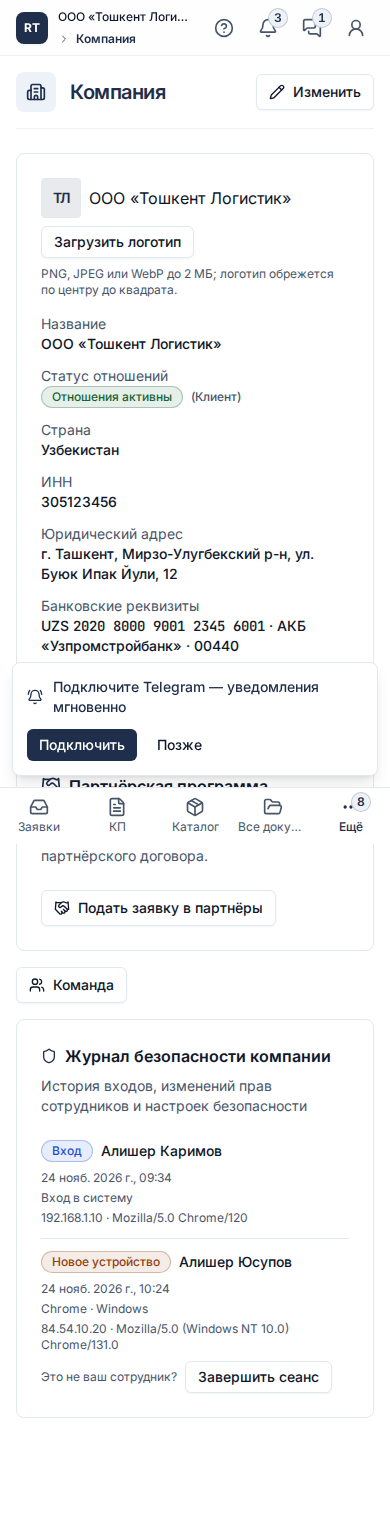 RT
ООО «Тошкент Логи...
Компания
3
1
Компания
Изменить
ТЛ
ООО «Тошкент Логистик»
Загрузить логотип
PNG, JPEG или WebP до 2 МБ; логотип обрежется
по центру до квадрата.
Название
ООО «Тошкент Логистик»
Статус отношений
Отношения активны
(Клиент)
Страна
Узбекистан
ИНН
305123456
Юридический адрес
г. Ташкент, Мирзо-Улугбекский р-н, ул.
Буюк Ипак Йули, 12
Банковские реквизиты
UZS 2020 8000 9001 2345 6001 · АКБ
«Узпромстройбанк» · 00440
Подключите Telegram — уведомления
мгновенно
Подключить
Позже
Партнёрская программа
Заявки
КП
Каталог
Все доку...
8
Ещё
партнёрского договора.
Подать заявку в партнёры
Команда
Журнал безопасности компании
История входов, изменений прав
сотрудников и настроек безопасности
Вход
Алишер Каримов
24 нояб. 2026 г., 09:34
Вход в систему
192.168.1.10 · Mozilla/5.0 Chrome/120
Новое устройство
Алишер Юсупов
24 нояб. 2026 г., 10:24
Chrome · Windows
84.54.10.20 · Mozilla/5.0 (Windows NT 10.0)
Chrome/131.0
Это не ваш сотрудник?
Завершить сеанс